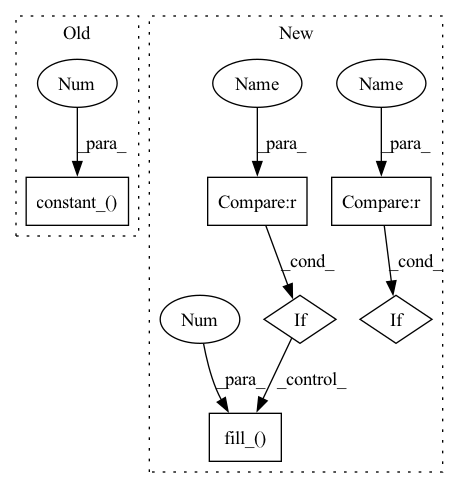 Old
New
Num
Name
Name
_para_
_para_
_para_
constant_()
Compare:r
Compare:r
_cond_
_cond_
Num
If
If
_para_
_control_
fill_()